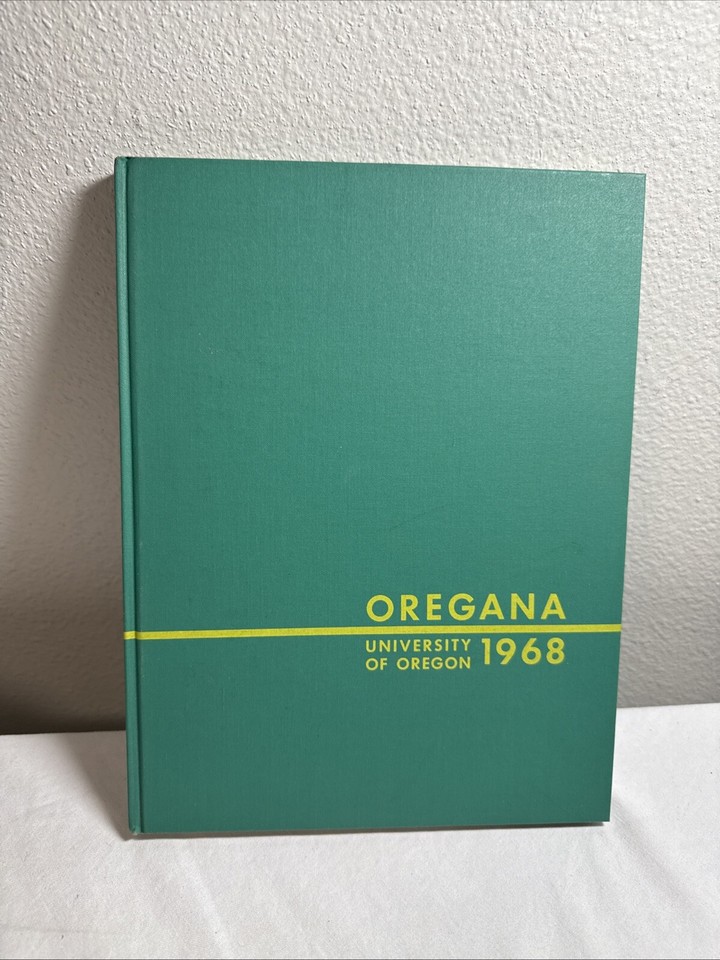 OREGANA
UNIVERSITY
OF OREGON
1968